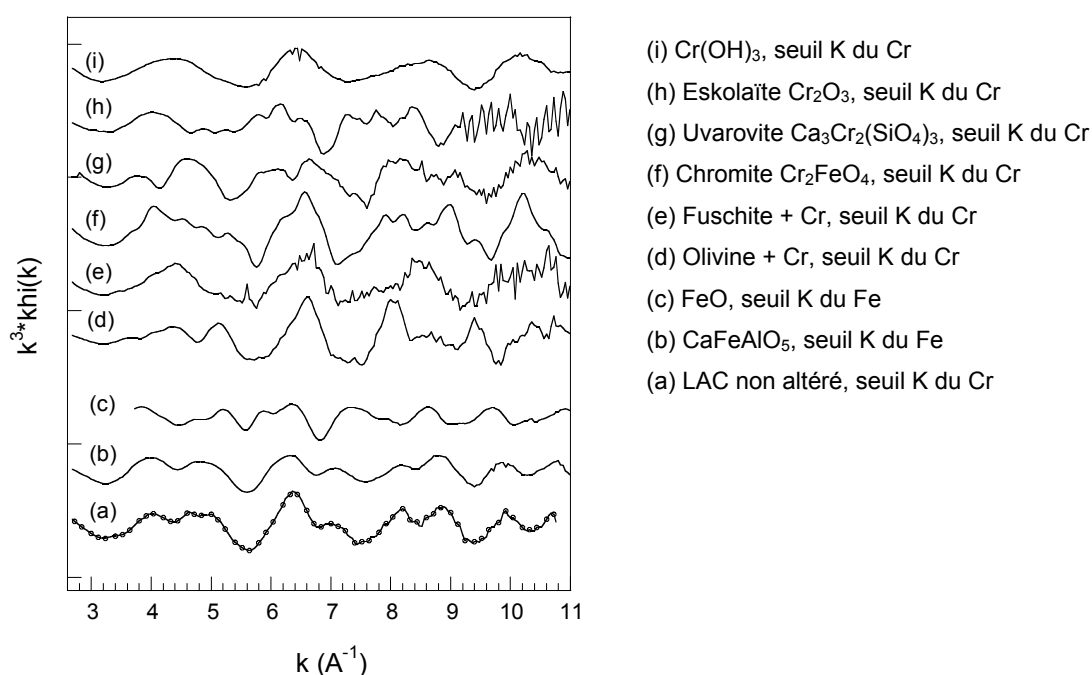 (i)
(h)
(g)
(f)
(e)
(d)
(c)
(b)
(a)
k³*khi(k)
3 4 5 6 7 8 9 10 11
k (A⁻¹)
(i) Cr(OH)₃, seuil K du Cr
(h) Eskolaïte Cr₂O₃, seuil K du Cr
(g) Uvarovite Ca₃Cr₂(SiO₄)₃, seuil K du Cr
(f) Chromite Cr₂FeO₄, seuil K du Cr
(e) Fuschite + Cr, seuil K du Cr
(d) Olivine + Cr, seuil K du Cr
(c) FeO, seuil K du Fe
(b) CaFeAlO₅, seuil K du Fe
(a) LAC non altéré, seuil K du Cr